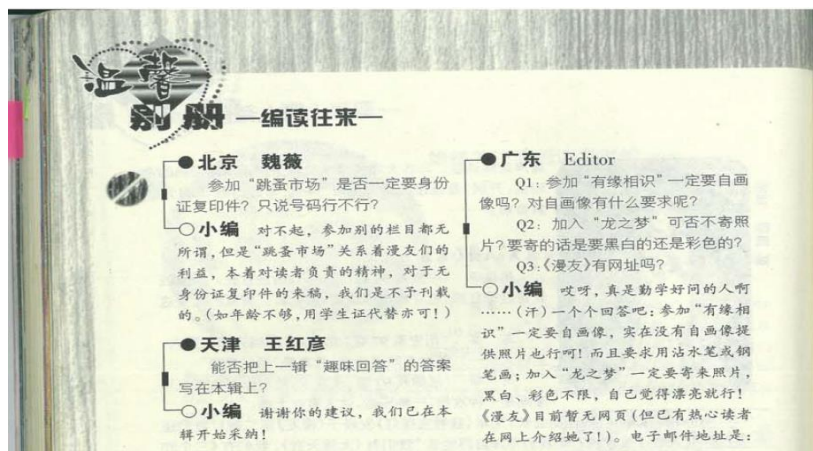 温馨
别册 —编读往来—
●北京 魏薇
参加“跳蚤市场”是否一定要身份
证复印件？只说号码行不行？
○小编 对不起，参加别的栏目都无
所谓，但是“跳蚤市场”关系着漫友们的
利益，本着对读者负责的精神，对于无
身份证复印件的来稿，我们是不予刊载
的。（如年龄不够，用学生证代替亦可！）
●天津 王红彦
能否把上一辑“趣味回答”的答案
写在本辑上？
○小编 谢谢你的建议，我们已在本
辑开始采纳！
●广东 Editor
Q1：参加“有缘相识”一定要自画
像吗？对自画像有什么要求呢？
Q2：加入“龙之梦”可否不寄照
片？要寄的话是要黑白的还是彩色的？
Q3：《漫友》有网址吗？
○小编 哎呀，真是勤学好问的人啊
……（汗）一个个回答吧：参加“有缘相
识”一定要自画像，实在没有自画像提
供照片也行呵！而且要求用沾水笔或钢
笔画；加入“龙之梦”一定要寄来照片，
黑白、彩色不限，自己觉得漂亮就行！
《漫友》目前暂无网页（但已有热心读者
在网上介绍她了！）。电子邮件地址是：